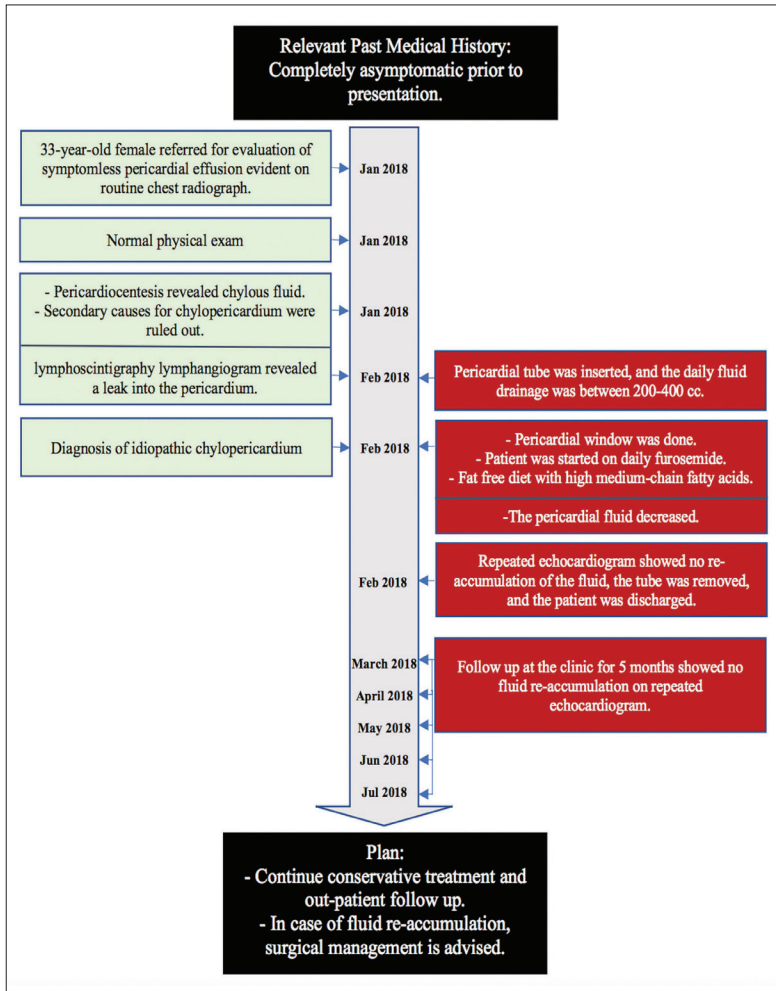 Relevant Past Medical History:
Completely asymptomatic prior to
presentation.
33-year-old female referred for evaluation of
symptomless pericardial effusion evident on
routine chest radiograph.
Jan 2018
Normal physical exam
Jan 2018
- Pericardiocentesis revealed chylous fluid.
- Secondary causes for chylopericardium were
ruled out.
Jan 2018
lymphoscintigraphy lymphangiogram revealed
a leak into the pericardium.
Feb 2018
Pericardial tube was inserted, and the daily fluid
drainage was between 200-400 cc.
Diagnosis of idiopathic chylopericardium
Feb 2018
- Pericardial window was done.
- Patient was started on daily furosemide.
- Fat free diet with high medium-chain fatty acids.
-The pericardial fluid decreased.
Feb 2018
Repeated echocardiogram showed no re-
accumulation of the fluid, the tube was removed,
and the patient was discharged.
March 2018
April 2018
May 2018
Jun 2018
Jul 2018
Follow up at the clinic for 5 months showed no
fluid re-accumulation on repeated
echocardiogram.
Plan:
- Continue conservative treatment and
out-patient follow up.
- In case of fluid re-accumulation,
surgical management is advised.